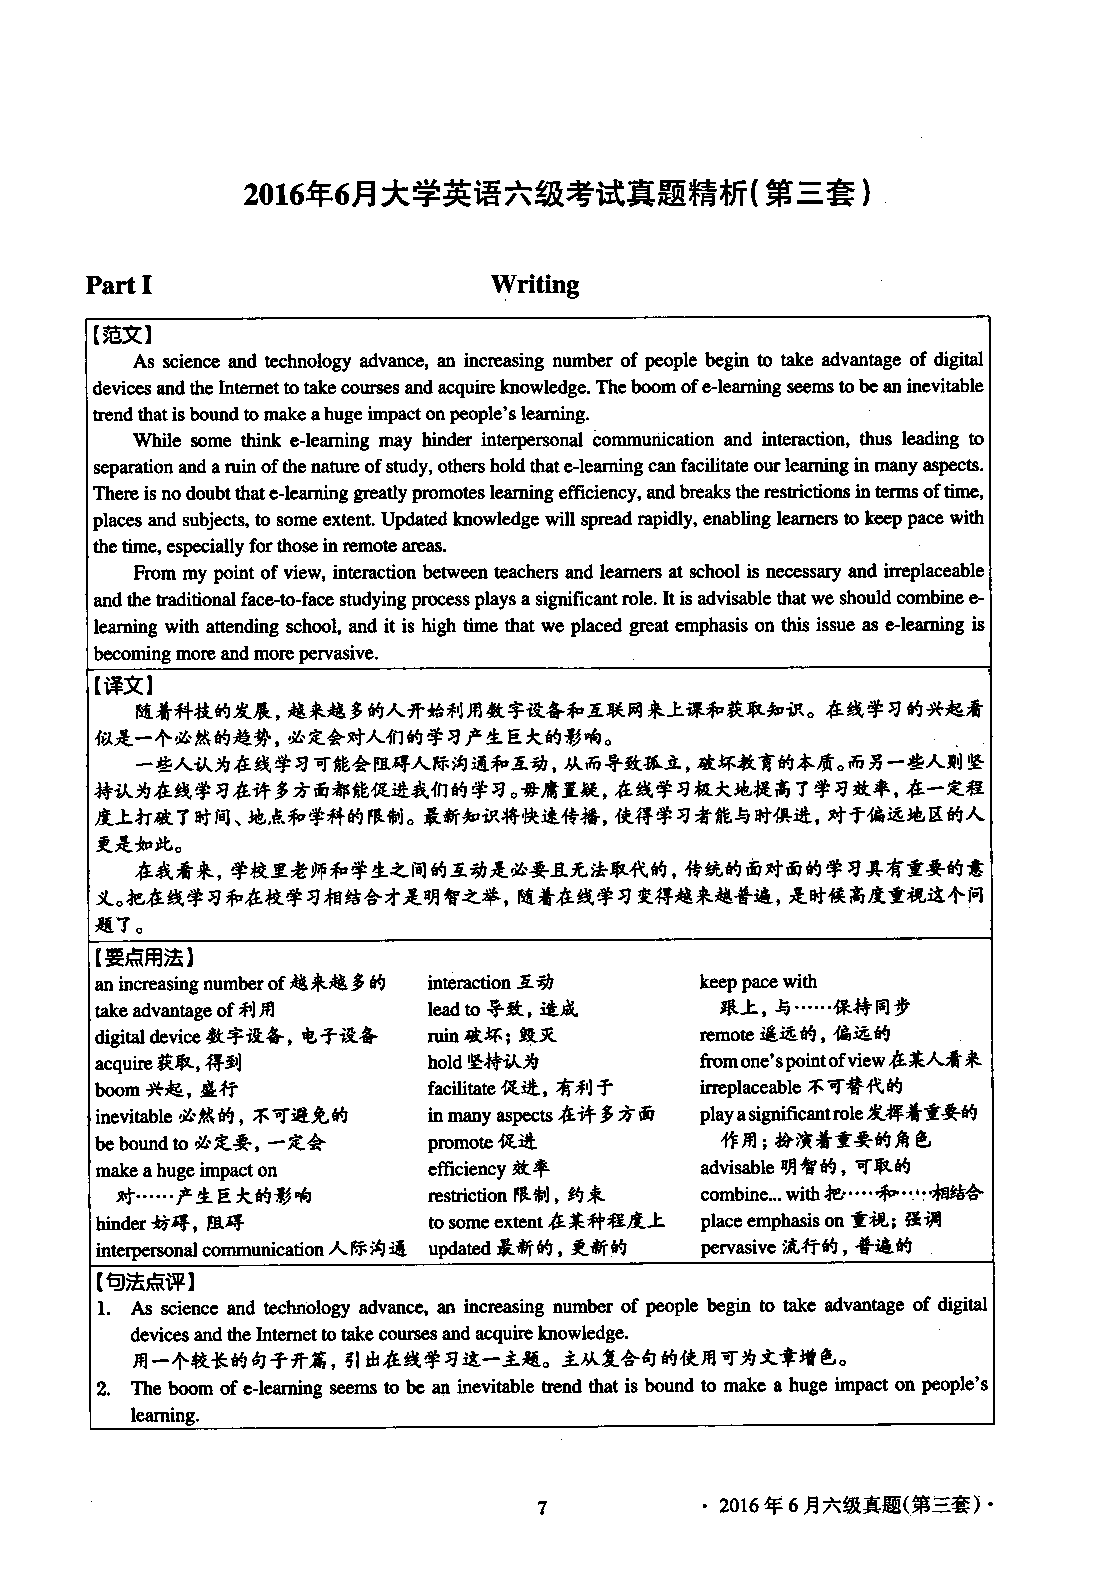 2016年6月大学英语六级考试真题精析(第三套)
Part I Writing
【范文】
As science and technology advance, an increasing number of people begin to take advantage of digital
devices and the Internet to take courses and acquire knowledge. The boom of e-learning seems to be an inevitable
trend that is bound to make a huge impact on people's learning.
While some think e-learning may hinder interpersonal communication and interaction, thus leading to
separation and a ruin of the nature of study, others hold that e-learning can facilitate our learning in many aspects.
There is no doubt that e-learning greatly promotes learning efficiency, and breaks the restrictions in terms of time,
places and subjects, to some extent. Updated knowledge will spread rapidly, enabling learners to keep pace with
the time, especially for those in remote areas.
From my point of view, interaction between teachers and learners at school is necessary and irreplaceable
and the traditional face-to-face studying process plays a significant role. It is advisable that we should combine e-
learning with attending school, and it is high time that we placed great emphasis on this issue as e-learning is
becoming more and more pervasive.
【译文】
随着科技的发展，越来越多的人开始利用数字设备和互联网来上课和获取知识。在线学习的兴起看
似是一个必然的趋势，必定会对人们的学习产生巨大的影响。
一些人认为在线学习可能会阻碍人际沟通和互动，从而导致孤立，破坏教育的本质。而另一些人则坚
持认为在线学习在许多方面都能促进我们的学习。毋庸置疑，在线学习极大地提高了学习效率，在一定程
度上打破了时间、地点和学科的限制。最新知识将快速传播，使得学习者能与时俱进，对于偏远地区的人
更是如此。
在我看来，学校里老师和学生之间的互动是必要且无法取代的，传统的面对面的学习具有重要的意
义。把在线学习和在校学习相结合才是明智之举，随着在线学习变得越来越普遍，是时候高度重视这个问
题了。
【要点用法】
an increasing number of 越来越多的 interaction 互动 keep pace with
take advantage of 利用 lead to 导致，造成 跟上，与……保持同步
digital device 数字设备，电子设备 ruin 破坏；毁灭 remote 遥远的，偏远的
acquire 获取，得到 hold 坚持认为 from one's point of view 在某人看来
boom 兴起，盛行 facilitate 促进，有利于 irreplaceable 不可替代的
inevitable 必然的，不可避免的 in many aspects 在许多方面 play a significant role 发挥着重要的
be bound to 必定要，一定会 promote 促进 作用；扮演着重要的角色
make a huge impact on efficiency 效率 advisable 明智的，可取的
对……产生巨大的影响 restriction 限制，约束 combine... with 把……和……相结合
hinder 妨碍，阻碍 to some extent 在某种程度上 place emphasis on 重视；强调
interpersonal communication 人际沟通 updated 最新的，更新的 pervasive 流行的，普遍的
【句法点评】
1. As science and technology advance, an increasing number of people begin to take advantage of digital
devices and the Internet to take courses and acquire knowledge.
用一个较长的句子开篇，引出在线学习这一主题。主从复合句的使用可为文章增色。
2. The boom of e-learning seems to be an inevitable trend that is bound to make a huge impact on people's
learning.
7 · 2016年6月六级真题(第三套)·